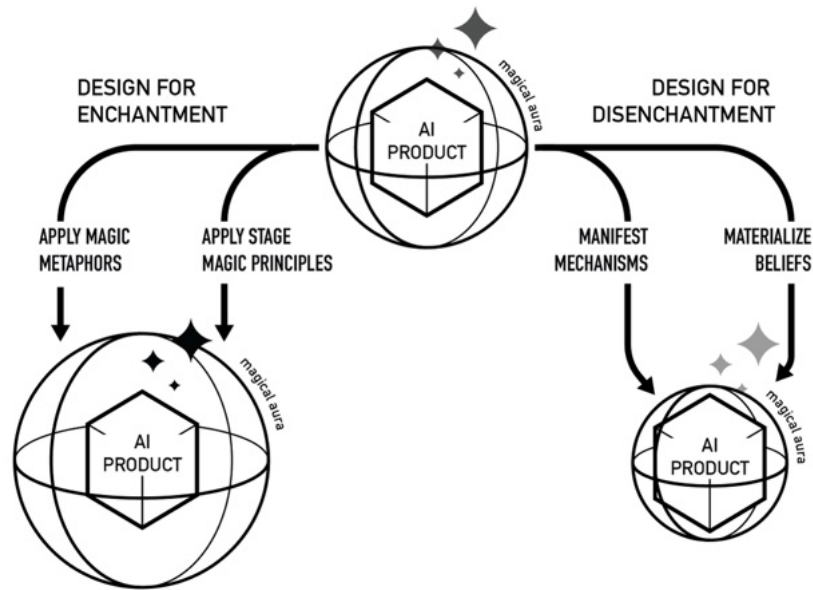 magical aura
DESIGN FOR
ENCHANTMENT
AI
PRODUCT
DESIGN FOR
DISENCHANTMENT
APPLY MAGIC
METAPHORS
APPLY STAGE
MAGIC PRINCIPLES
MANIFEST
MECHANISMS
MATERIALIZE
BELIEFS
magical aura
AI
PRODUCT
magical aura
AI
PRODUCT